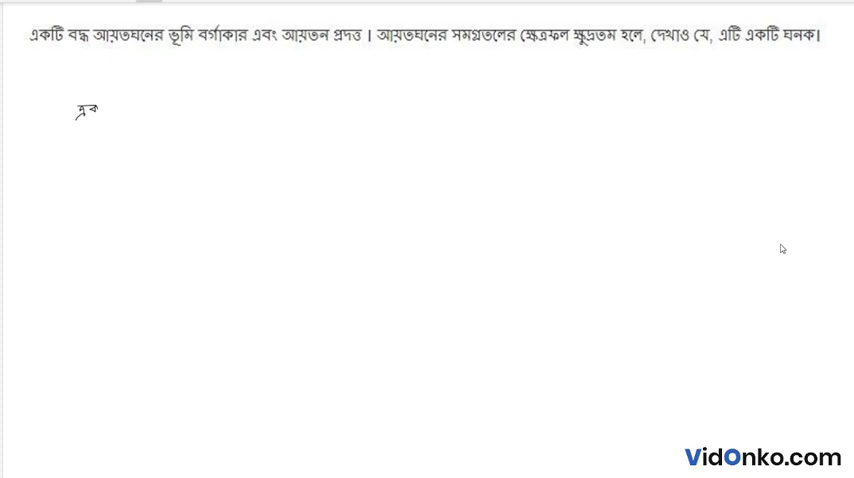 একটি বদ্ধ আয়তঘনের ভূমি বর্গাকার এবং আয়তন প্রদত্ত । আয়তঘনের সমগ্রতলের ক্ষেত্রফল ক্ষুদ্রতম হলে, দেখাও যে, এটি একটি ঘনক।
VidOnko.com